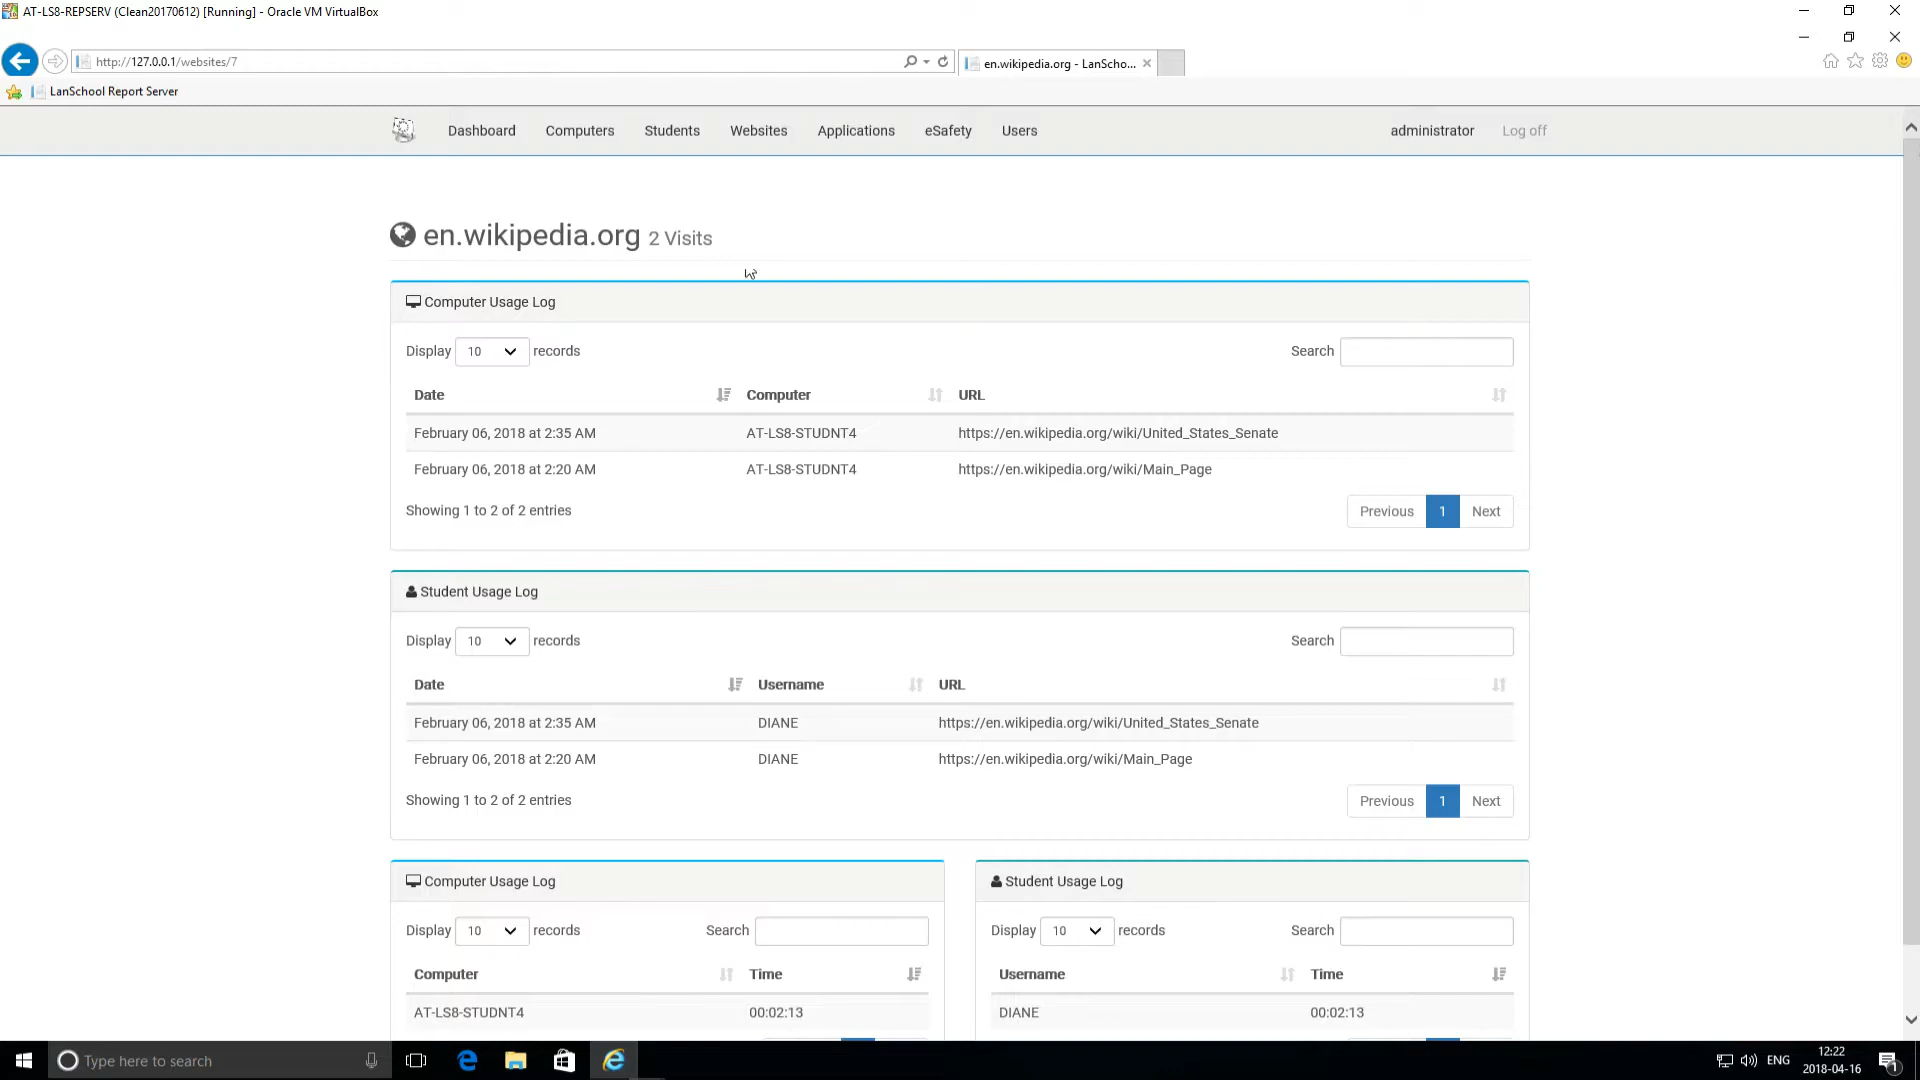 AT-LS8-REPSERV (Clean20170612) [Running] - Oracle VM VirtualBox
http://127.0.0.1/websites/7
en.wikipedia.org - LanScho...
LanSchool Report Server
Dashboard Computers Students Websites Applications eSafety Users administrator Log off
en.wikipedia.org 2 Visits
Computer Usage Log
Display 10 records Search
Date Computer URL
February 06, 2018 at 2:35 AM AT-LS8-STUDNT4 https://en.wikipedia.org/wiki/United_States_Senate
February 06, 2018 at 2:20 AM AT-LS8-STUDNT4 https://en.wikipedia.org/wiki/Main_Page
Showing 1 to 2 of 2 entries Previous 1 Next
Student Usage Log
Display 10 records Search
Date Username URL
February 06, 2018 at 2:35 AM DIANE https://en.wikipedia.org/wiki/United_States_Senate
February 06, 2018 at 2:20 AM DIANE https://en.wikipedia.org/wiki/Main_Page
Showing 1 to 2 of 2 entries Previous 1 Next
Computer Usage Log
Display 10 records Search
Computer Time
AT-LS8-STUDNT4 00:02:13
Student Usage Log
Display 10 records Search
Username Time
DIANE 00:02:13
Type here to search
ENG
12:22
2018-04-16
1